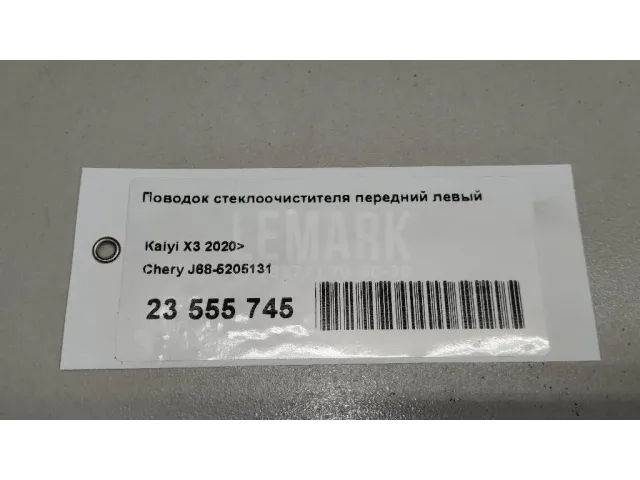 Поводок стеклоочистителя передний левый
LEMARK
Kaiyi X3 2020>
Chery J68-5205131
23 555 745